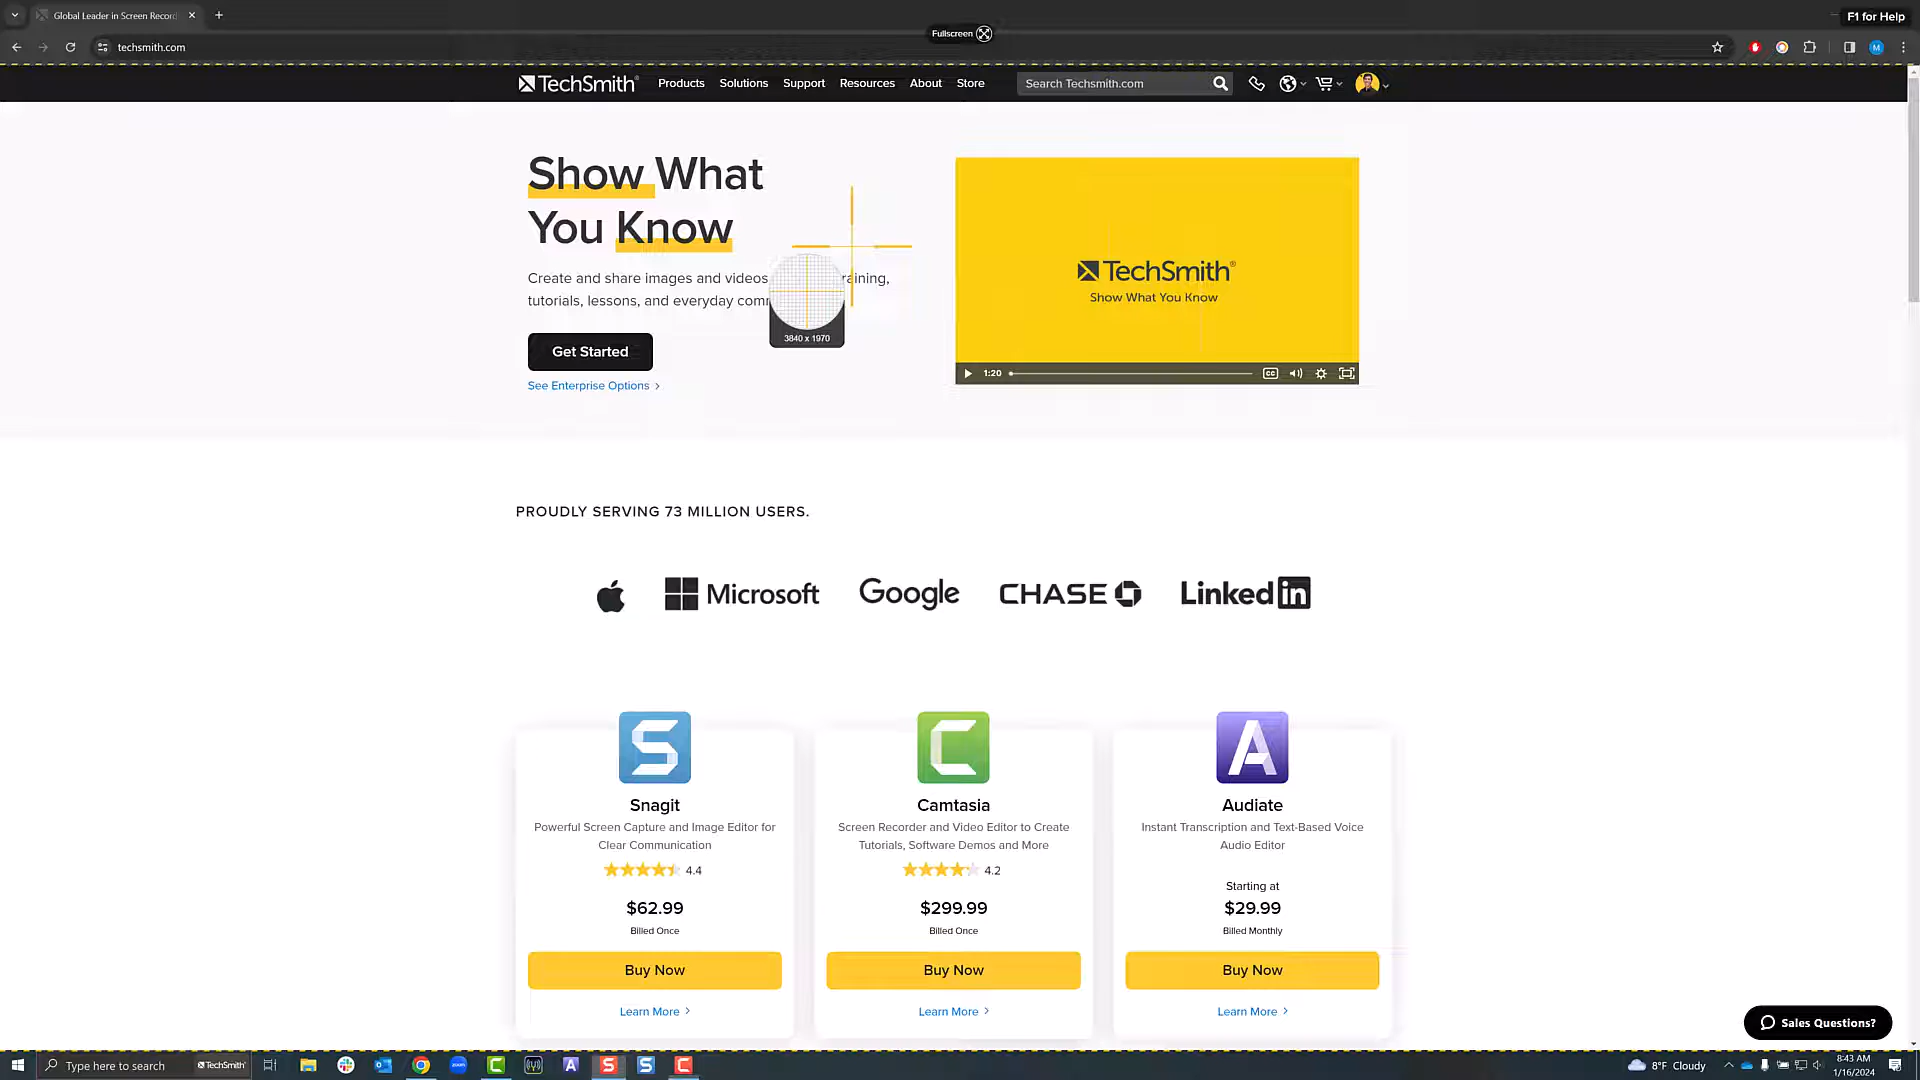 Global Leader in Screen Record
F1 for Help
Fullscreen
techsmith.com
M
TechSmith®
Products
Solutions
Support
Resources
About
Store
Search Techsmith.com
Show What
You Know
Create and share images and videos raining,
tutorials, lessons, and everyday com
3840 x 1970
Get Started
See Enterprise Options
TechSmith®
Show What You Know
1:20
CC
PROUDLY SERVING 73 MILLION USERS.
Microsoft
Google
CHASE
Linked in
S
Snagit
Powerful Screen Capture and Image Editor for
Clear Communication
4.4
$62.99
Billed Once
Buy Now
Learn More
C
Camtasia
Screen Recorder and Video Editor to Create
Tutorials, Software Demos and More
4.2
$299.99
Billed Once
Buy Now
Learn More
A
Audiate
Instant Transcription and Text-Based Voice
Audio Editor
Starting at
$29.99
Billed Monthly
Buy Now
Learn More
Sales Questions?
Type here to search
TechSmith
zoom
C
A
S
S
C
8°F Cloudy
8:43 AM
1/16/2024